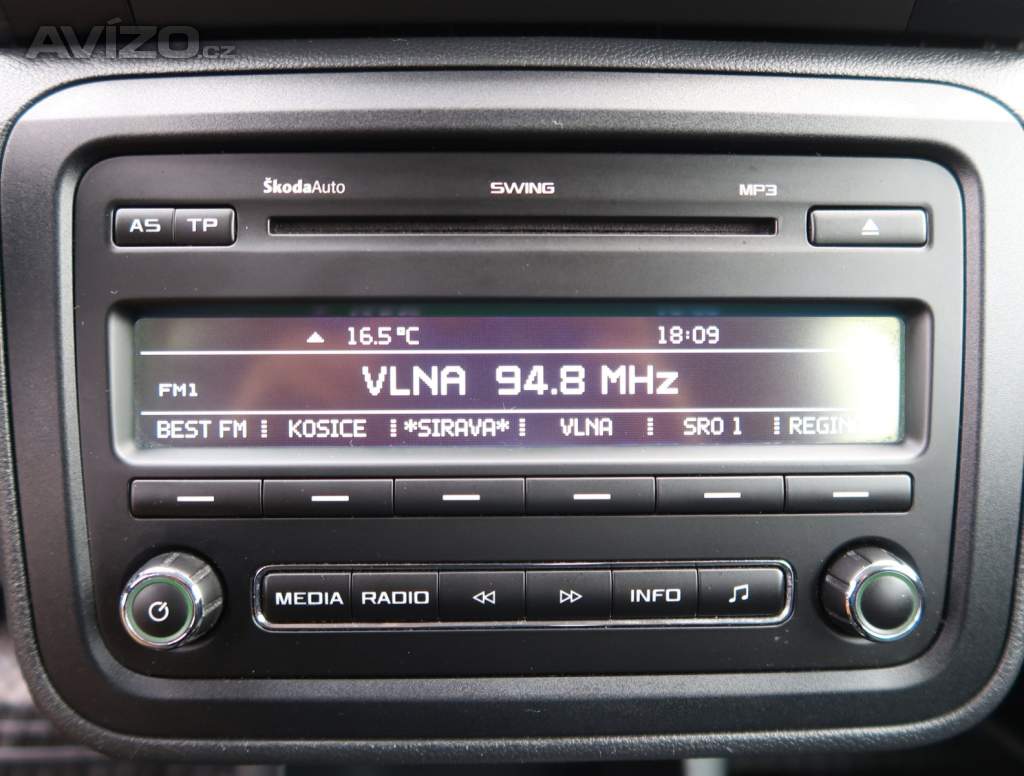 AVÍZO.cz
ŠkodaAuto SWING MP3
AS TP
16.5°C 18:09
FM1 VLNA 94.8 MHz
BEST FM KOSICE *SIRAVA* VLNA SRO 1
MEDIA RADIO INFO